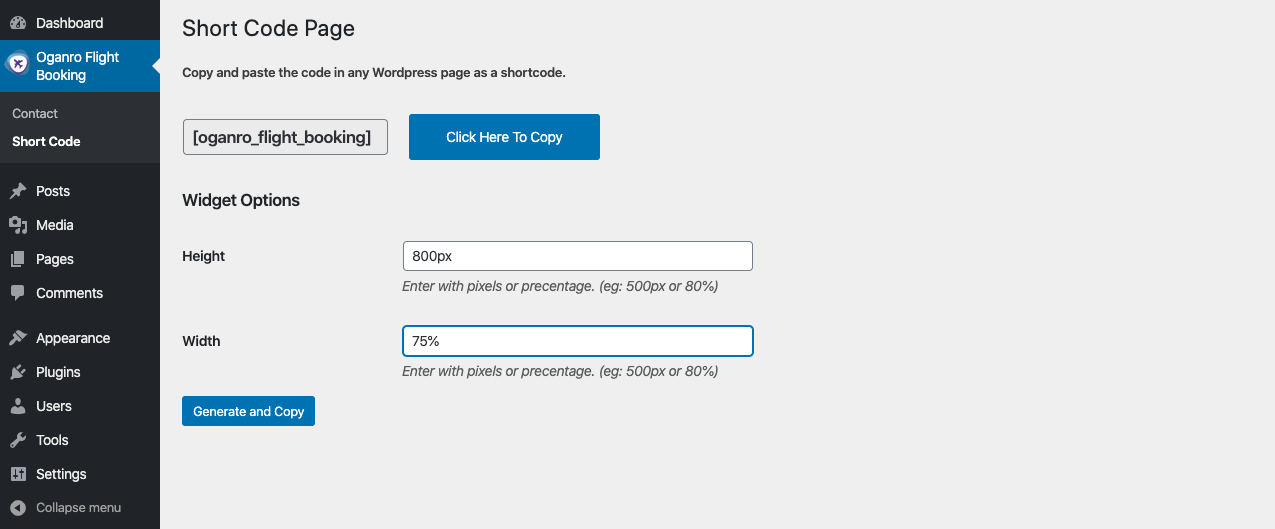 Dashboard
Oganro Flight
Booking
Contact
Short Code
Posts
Media
Pages
Comments
Appearance
Plugins
Users
Tools
Settings
Collapse menu
Short Code Page
Copy and paste the code in any Wordpress page as a shortcode.
[oganro_flight_booking]
Click Here To Copy
Widget Options
Height
800px
Enter with pixels or precentage. (eg: 500px or 80%)
Width
75%
Enter with pixels or precentage. (eg: 500px or 80%)
Generate and Copy